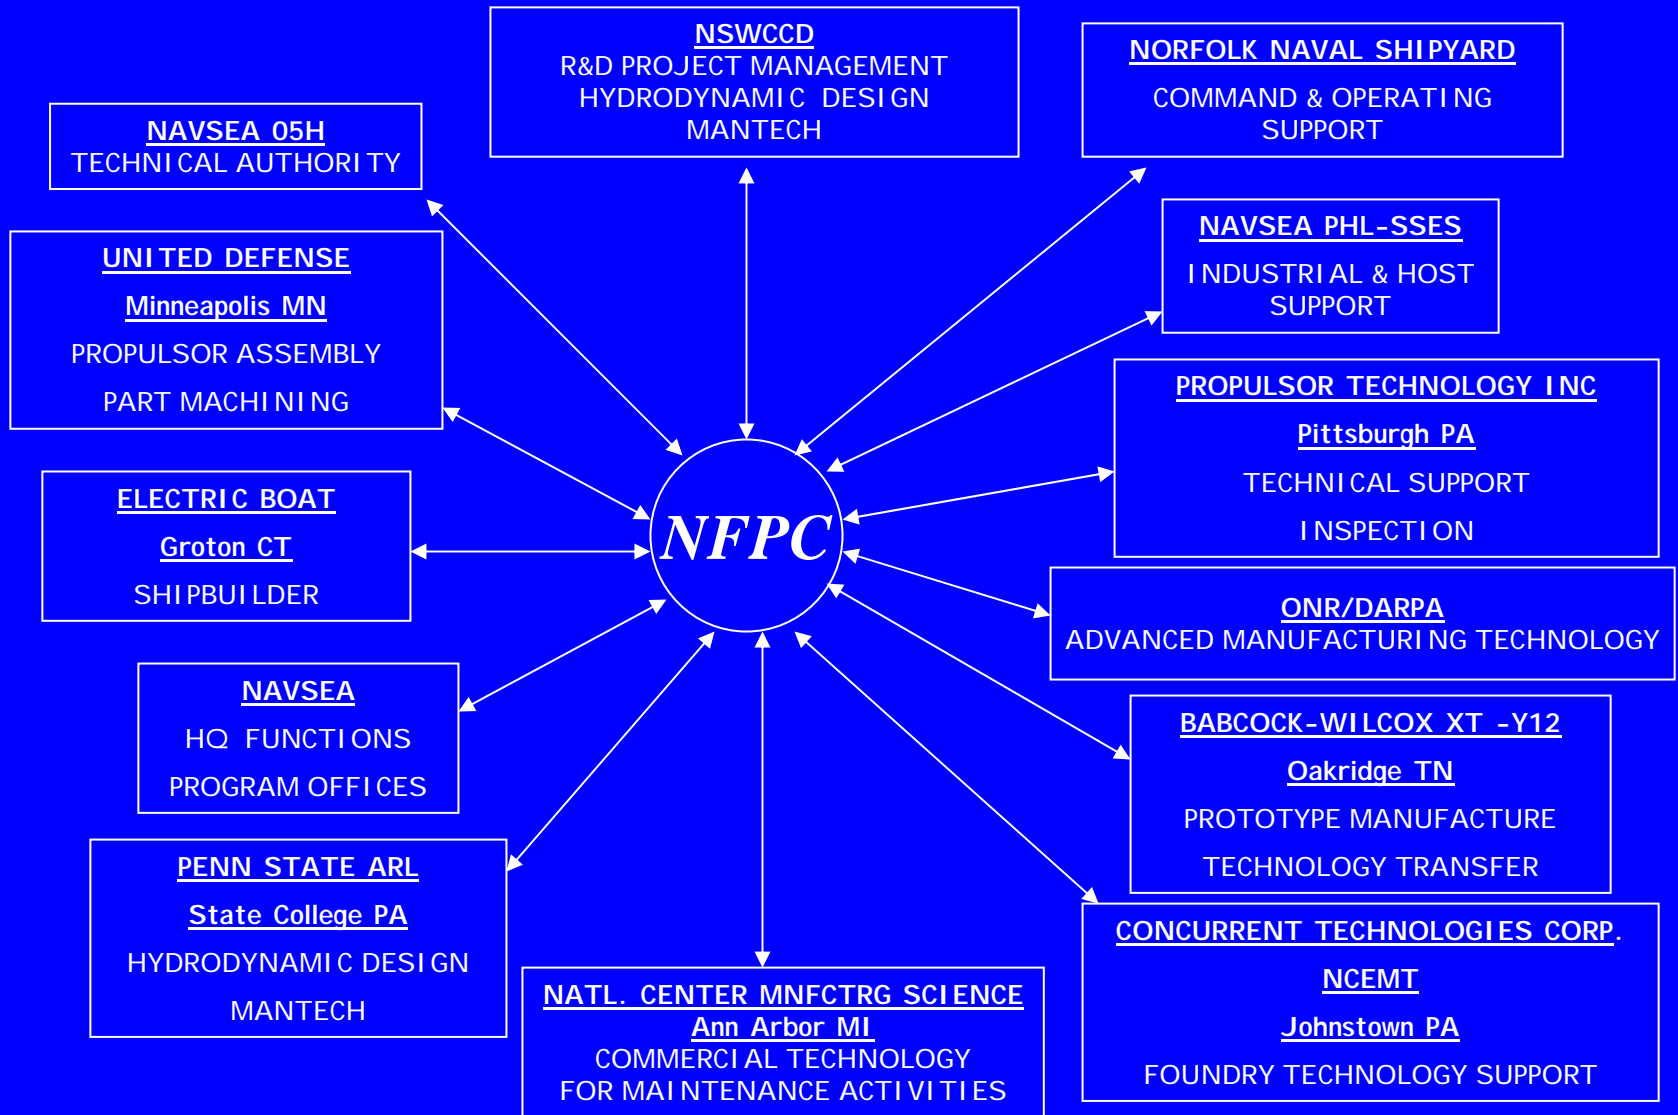 NSWCCD
R&D PROJECT MANAGEMENT
HYDRODYNAMIC DESIGN
MANTECH
NORFOLK NAVAL SHIPYARD
COMMAND & OPERATING
SUPPORT
NAVSEA 05H
TECHNICAL AUTHORITY
NAVSEA PHL-SSES
INDUSTRIAL & HOST
SUPPORT
UNITED DEFENSE
Minneapolis MN
PROPULSOR ASSEMBLY
PART MACHINING
PROPULSOR TECHNOLOGY INC
Pittsburgh PA
TECHNICAL SUPPORT
INSPECTION
ELECTRIC BOAT
Groton CT
SHIPBUILDER
NFPC
ONR/DARPA
ADVANCED MANUFACTURING TECHNOLOGY
NAVSEA
HQ FUNCTIONS
PROGRAM OFFICES
BABCOCK-WILCOX XT -Y12
Oakridge TN
PROTOTYPE MANUFACTURE
TECHNOLOGY TRANSFER
PENN STATE ARL
State College PA
HYDRODYNAMIC DESIGN
MANTECH
NATL. CENTER MNFCTRG SCIENCE
Ann Arbor MI
COMMERCIAL TECHNOLOGY
FOR MAINTENANCE ACTIVITIES
CONCURRENT TECHNOLOGIES CORP.
NCEMT
Johnstown PA
FOUNDRY TECHNOLOGY SUPPORT